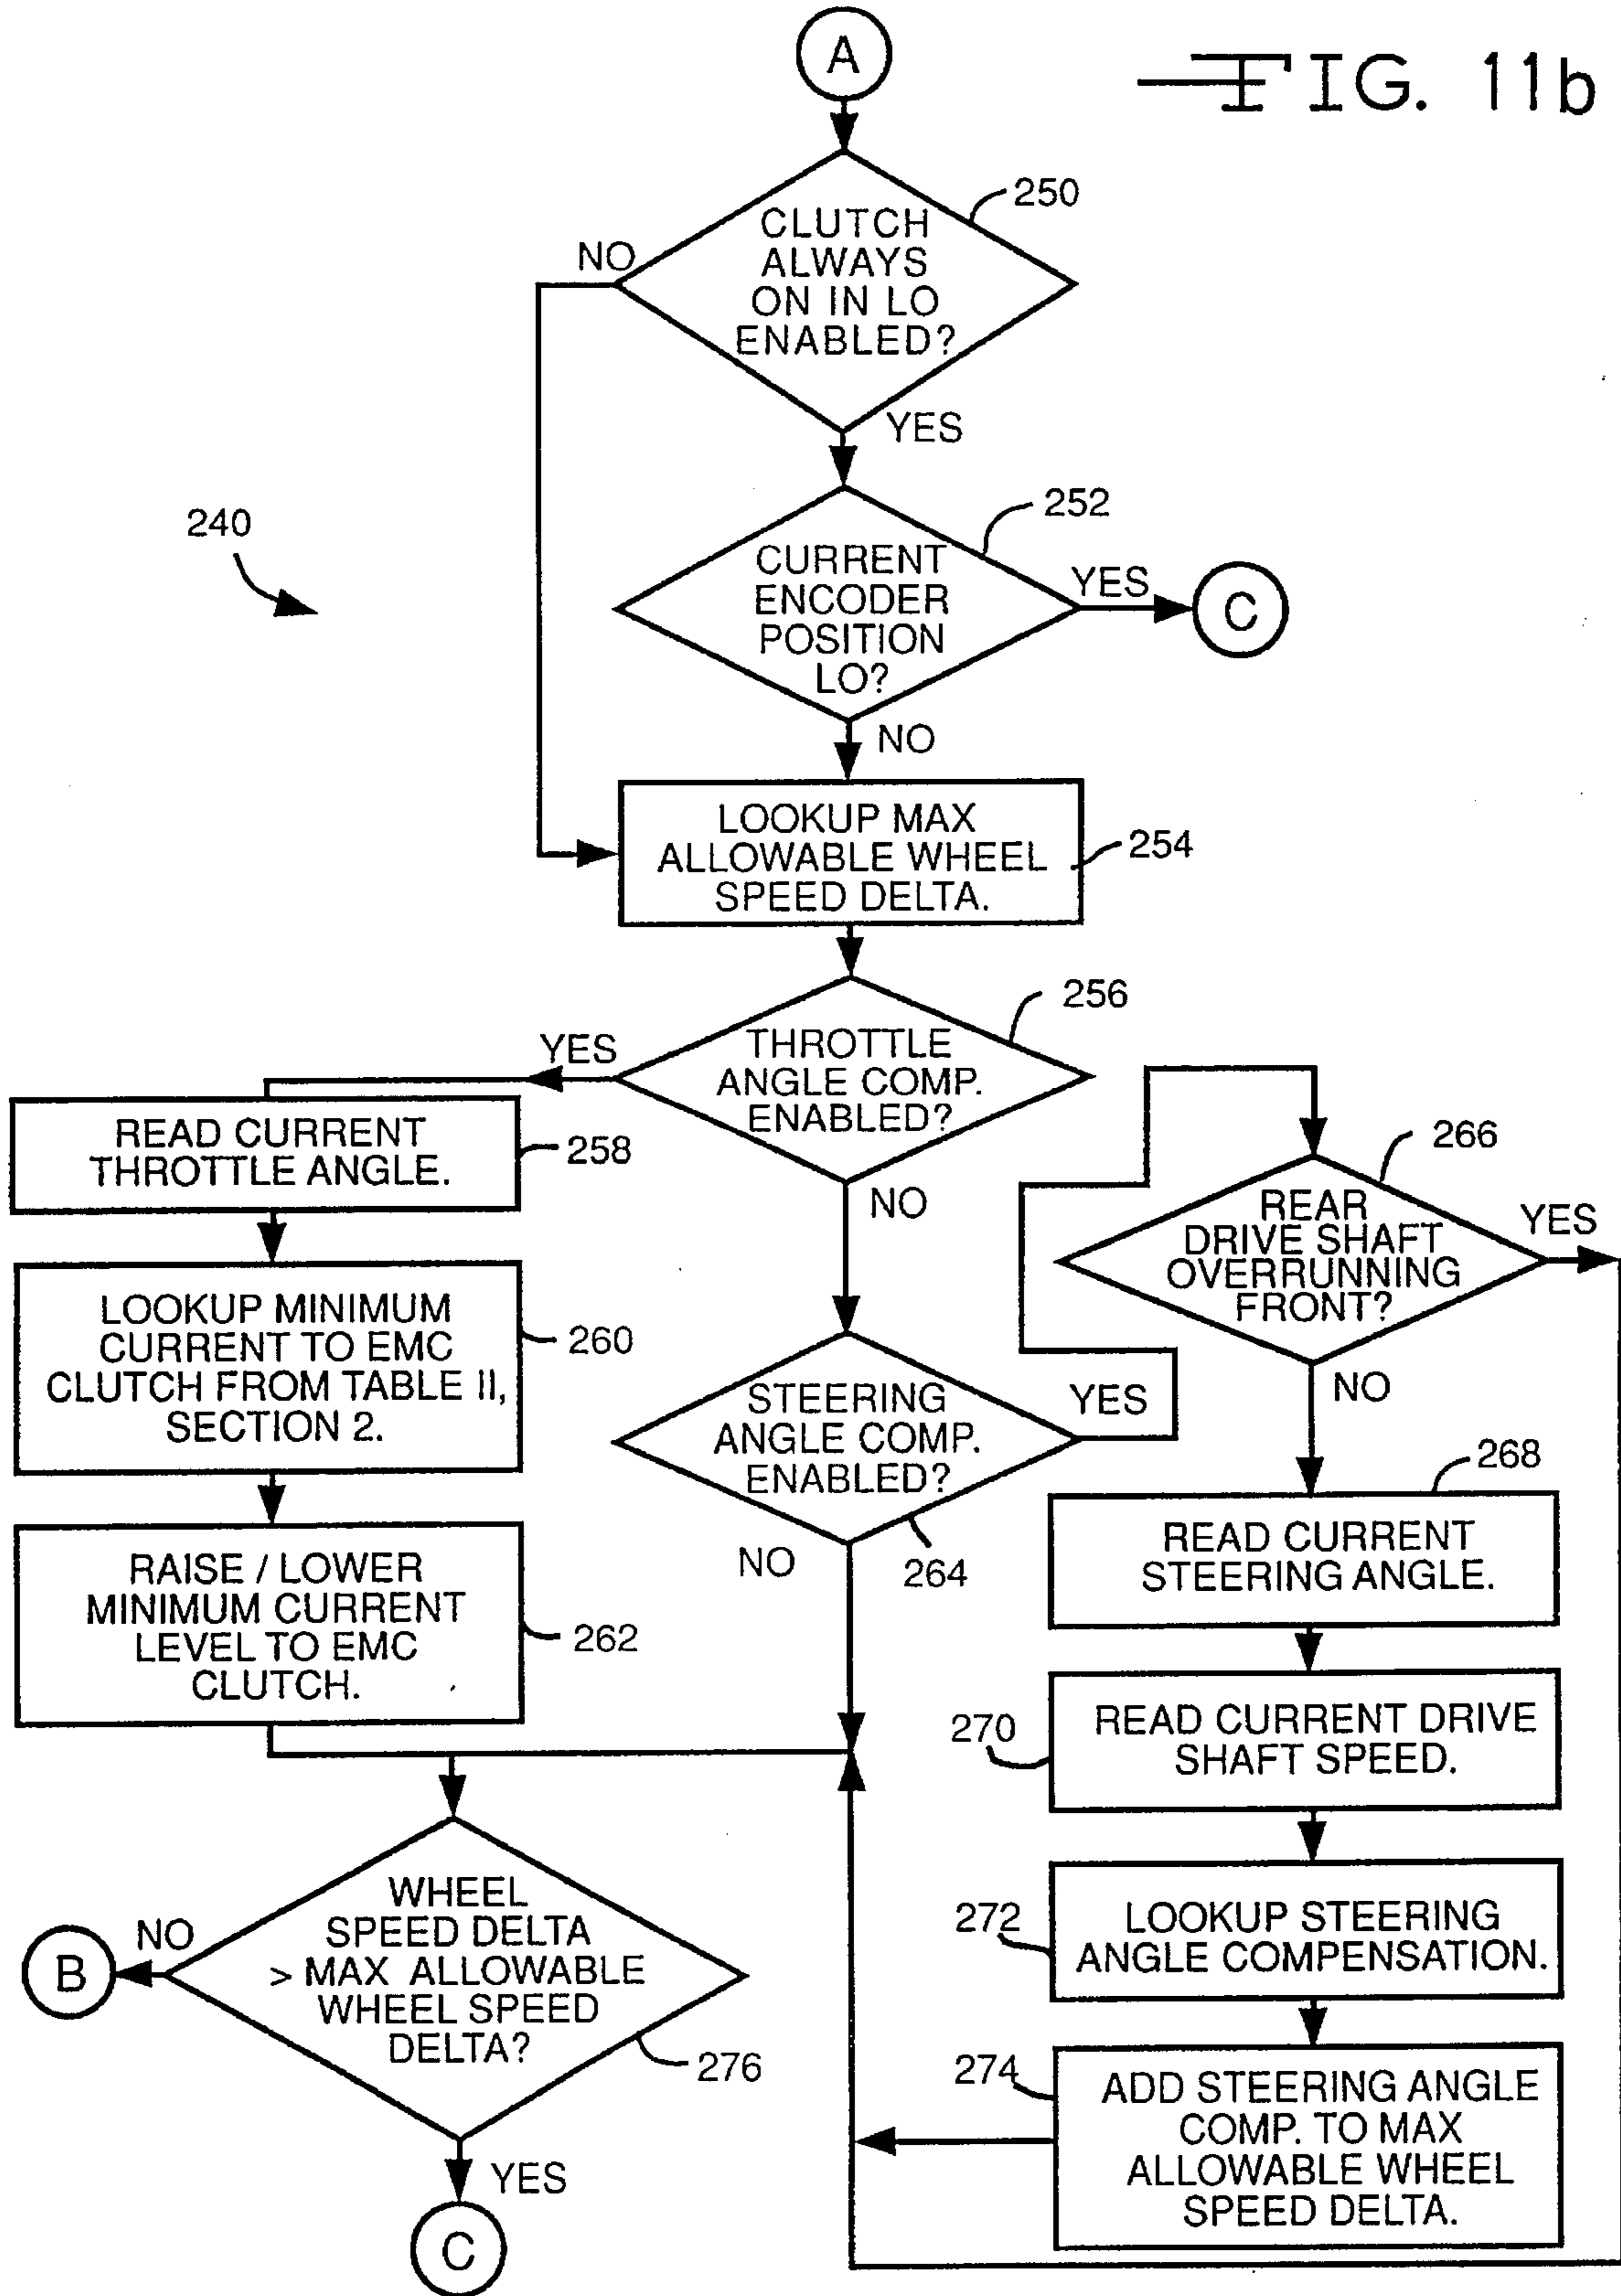 A
FIG. 11b
250
CLUTCH
ALWAYS
ON IN LO
ENABLED?
NO
YES
240
252
CURRENT
ENCODER
POSITION
LO?
YES
C
NO
LOOKUP MAX
ALLOWABLE WHEEL
SPEED DELTA.
254
256
THROTTLE
ANGLE COMP.
ENABLED?
YES
NO
READ CURRENT
THROTTLE ANGLE.
258
LOOKUP MINIMUM
CURRENT TO EMC
CLUTCH FROM TABLE II,
SECTION 2.
260
RAISE / LOWER
MINIMUM CURRENT
LEVEL TO EMC
CLUTCH.
262
STEERING
ANGLE COMP.
ENABLED?
YES
NO
264
266
REAR
DRIVE SHAFT
OVERRUNNING
FRONT?
YES
NO
268
READ CURRENT
STEERING ANGLE.
270
READ CURRENT DRIVE
SHAFT SPEED.
272
LOOKUP STEERING
ANGLE COMPENSATION.
274
ADD STEERING ANGLE
COMP. TO MAX
ALLOWABLE WHEEL
SPEED DELTA.
WHEEL
SPEED DELTA
> MAX ALLOWABLE
WHEEL SPEED
DELTA?
276
NO
B
YES
C